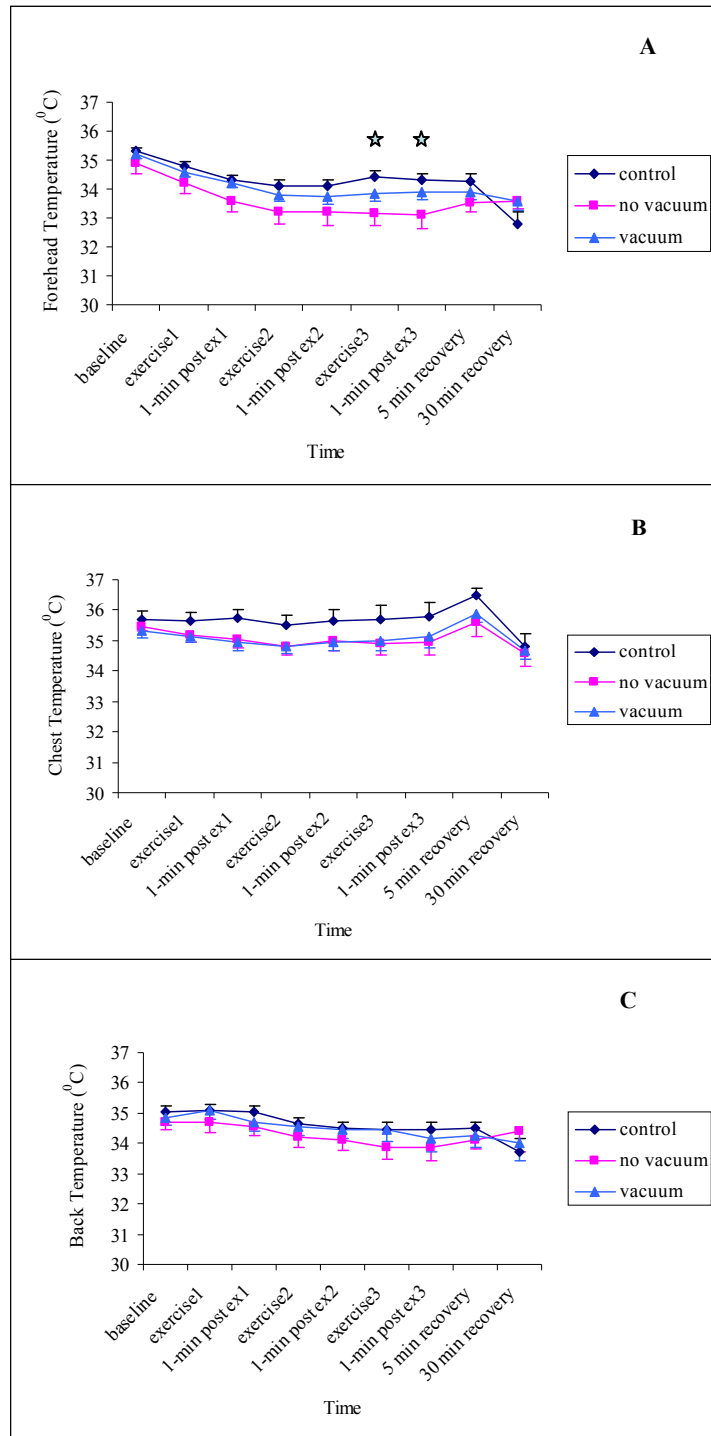 A
Forehead Temperature (⁰C)
37
36
35
34
33
32
31
30
baseline
exercise1
1-min post ex1
exercise2
1-min post ex2
exercise3
1-min post ex3
5 min recovery
30 min recovery
Time
control
no vacuum
vacuum
B
Chest Temperature (⁰C)
37
36
35
34
33
32
31
30
baseline
exercise1
1-min post ex1
exercise2
1-min post ex2
exercise3
1-min post ex3
5 min recovery
30 min recovery
Time
control
no vacuum
vacuum
C
Back Temperature (⁰C)
37
36
35
34
33
32
31
30
baseline
exercise1
1-min post ex1
exercise2
1-min post ex2
exercise3
1-min post ex3
5 min recovery
30 min recovery
Time
control
no vacuum
vacuum